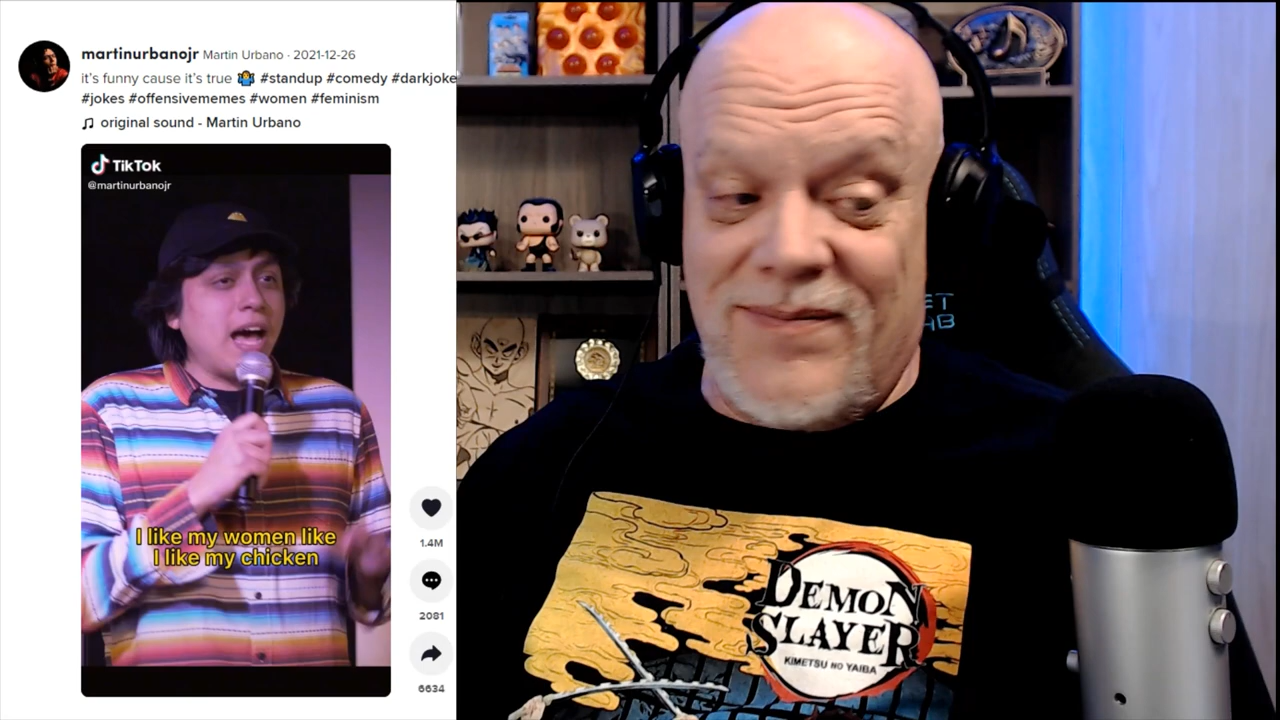 martinurbanojr Martin Urbano · 2021-12-26
it's funny cause it's true 🤷‍♂️ #standup #comedy #darkjoke
#jokes #offensivememes #women #feminism
original sound - Martin Urbano
TikTok
@martinurbanojr
I like my women like
I like my chicken
1.4M
2081
6634
DEMON
SLAYER
KIMETSU NO YAIBA